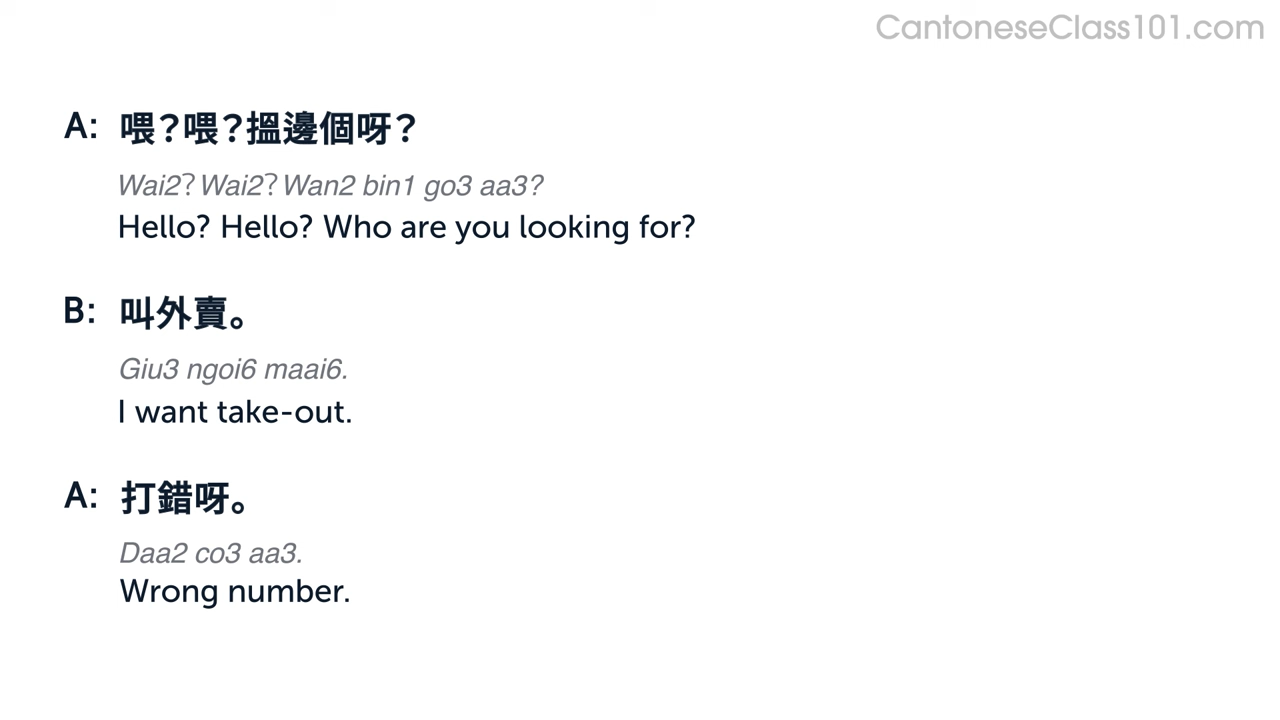 CantoneseClass101.com
A: 喂？喂？搵邊個呀？
Wai2? Wai2? Wan2 bin1 go3 aa3?
Hello? Hello? Who are you looking for?
B: 叫外賣。
Giu3 ngoi6 maai6.
I want take-out.
A: 打錯呀。
Daa2 co3 aa3.
Wrong number.